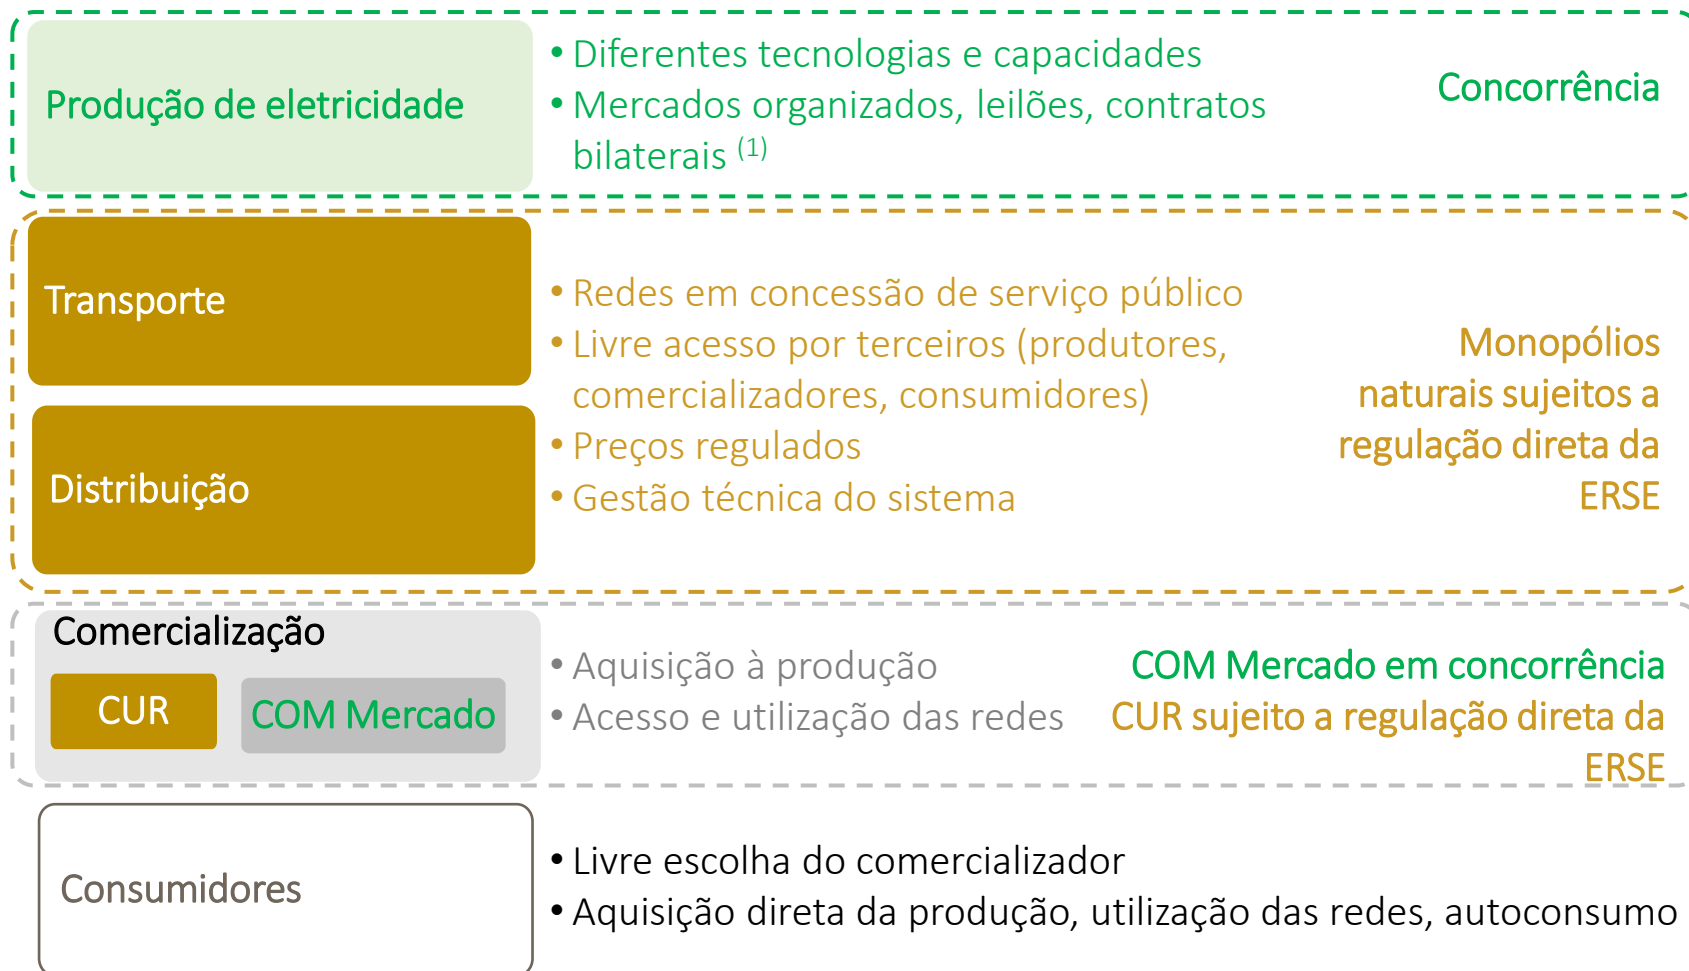 Produção de eletricidade
• Diferentes tecnologias e capacidades
• Mercados organizados, leilões, contratos
bilaterais (1)
Concorrência
Transporte
Distribuição
• Redes em concessão de serviço público
• Livre acesso por terceiros (produtores,
comercializadores, consumidores)
• Preços regulados
• Gestão técnica do sistema
Monopólios
naturais sujeitos a
regulação direta da
ERSE
Comercialização
CUR
COM Mercado
• Aquisição à produção
• Acesso e utilização das redes
COM Mercado em concorrência
CUR sujeito a regulação direta da
ERSE
Consumidores
• Livre escolha do comercializador
• Aquisição direta da produção, utilização das redes, autoconsumo